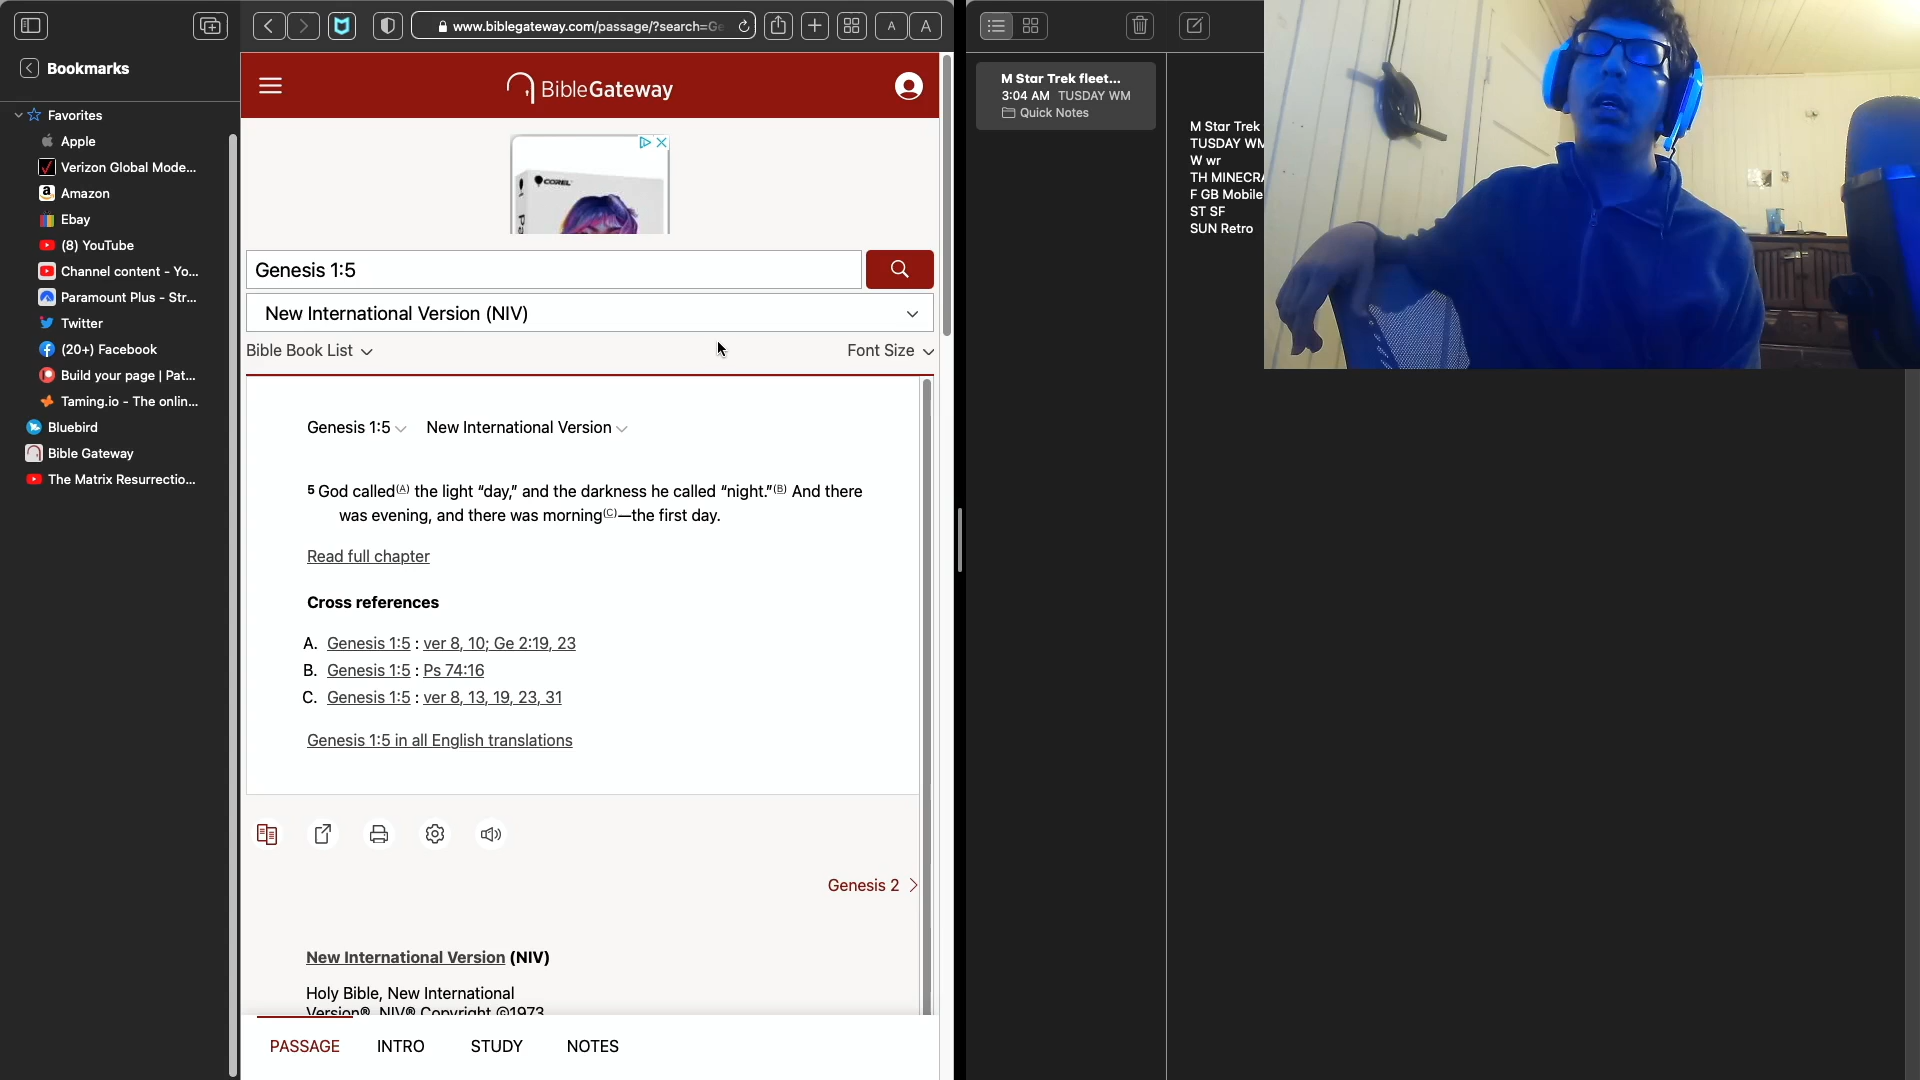 Bookmarks
Favorites
Apple
Verizon Global Mode...
Amazon
Ebay
(8) YouTube
Channel content - Yo...
Paramount Plus - Str...
Twitter
(20+) Facebook
Build your page | Pat...
Taming.io - The onlin...
Bluebird
Bible Gateway
The Matrix Resurrectio...
www.biblegateway.com/passage/?search=Ge
A A
BibleGateway
COREL
Genesis 1:5
New International Version (NIV)
Bible Book List
Font Size
Genesis 1:5 New International Version
5 God called(A) the light “day,” and the darkness he called “night.”(B) And there
was evening, and there was morning(C)—the first day.
Read full chapter
Cross references
A. Genesis 1:5 : ver 8, 10; Ge 2:19, 23
B. Genesis 1:5 : Ps 74:16
C. Genesis 1:5 : ver 8, 13, 19, 23, 31
Genesis 1:5 in all English translations
Genesis 2
New International Version (NIV)
Holy Bible, New International
Version®, NIV® Copyright ©1973
PASSAGE INTRO STUDY NOTES
M Star Trek fleet...
3:04 AM TUSDAY WM
Quick Notes
M Star Trek
TUSDAY WM
W wr
TH MINECRA
F GB Mobile
ST SF
SUN Retro